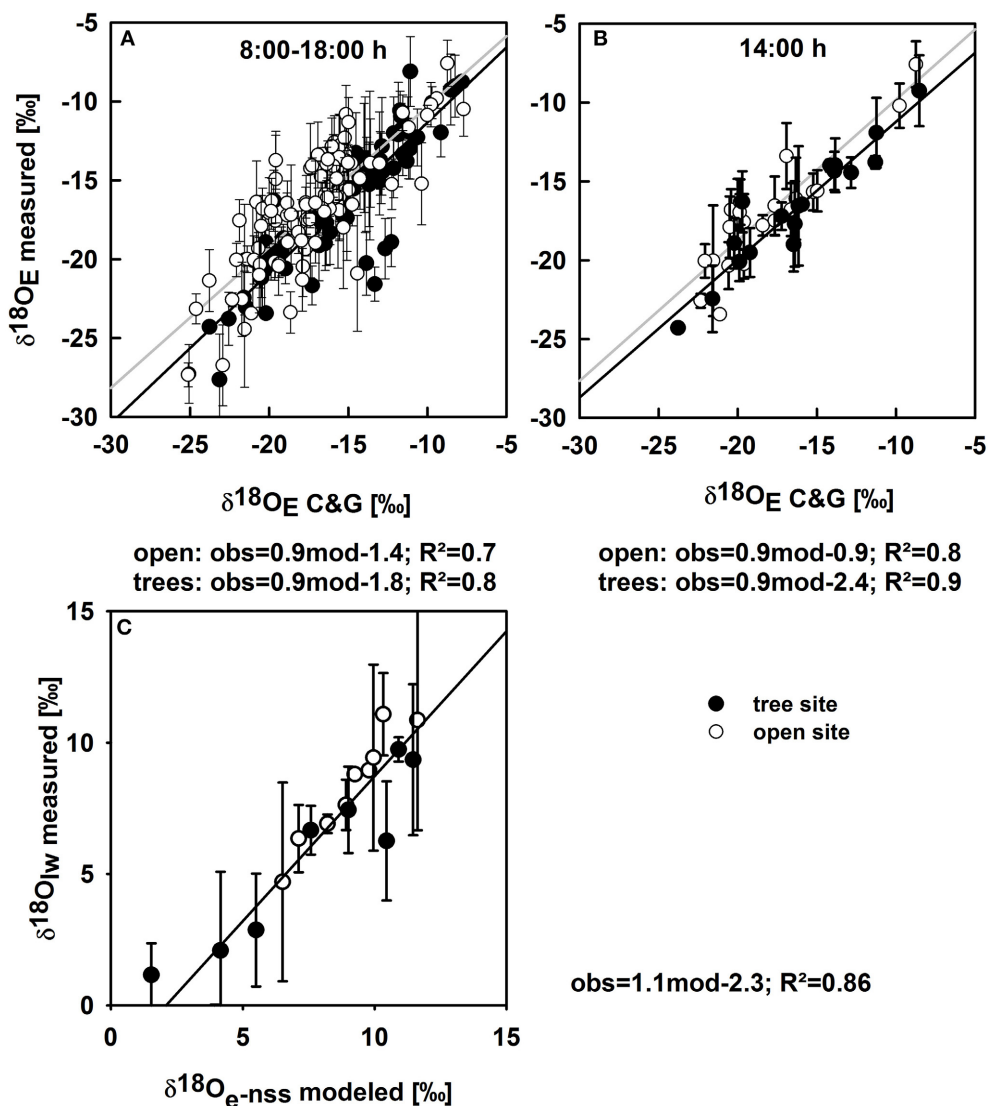 A
8:00-18:00 h
-5
-10
-15
-20
-25
-30
δ18OE measured [‰]
-30 -25 -20 -15 -10 -5
δ18OE C&G [‰]
open: obs=0.9mod-1.4; R²=0.7
trees: obs=0.9mod-1.8; R²=0.8
B
14:00 h
-5
-10
-15
-20
-25
-30
-30 -25 -20 -15 -10 -5
δ18OE C&G [‰]
open: obs=0.9mod-0.9; R²=0.8
trees: obs=0.9mod-2.4; R²=0.9
C
15
10
5
0
δ18Olw measured [‰]
0 5 10 15
δ18Oe-nss modeled [‰]
tree site
open site
obs=1.1mod-2.3; R²=0.86